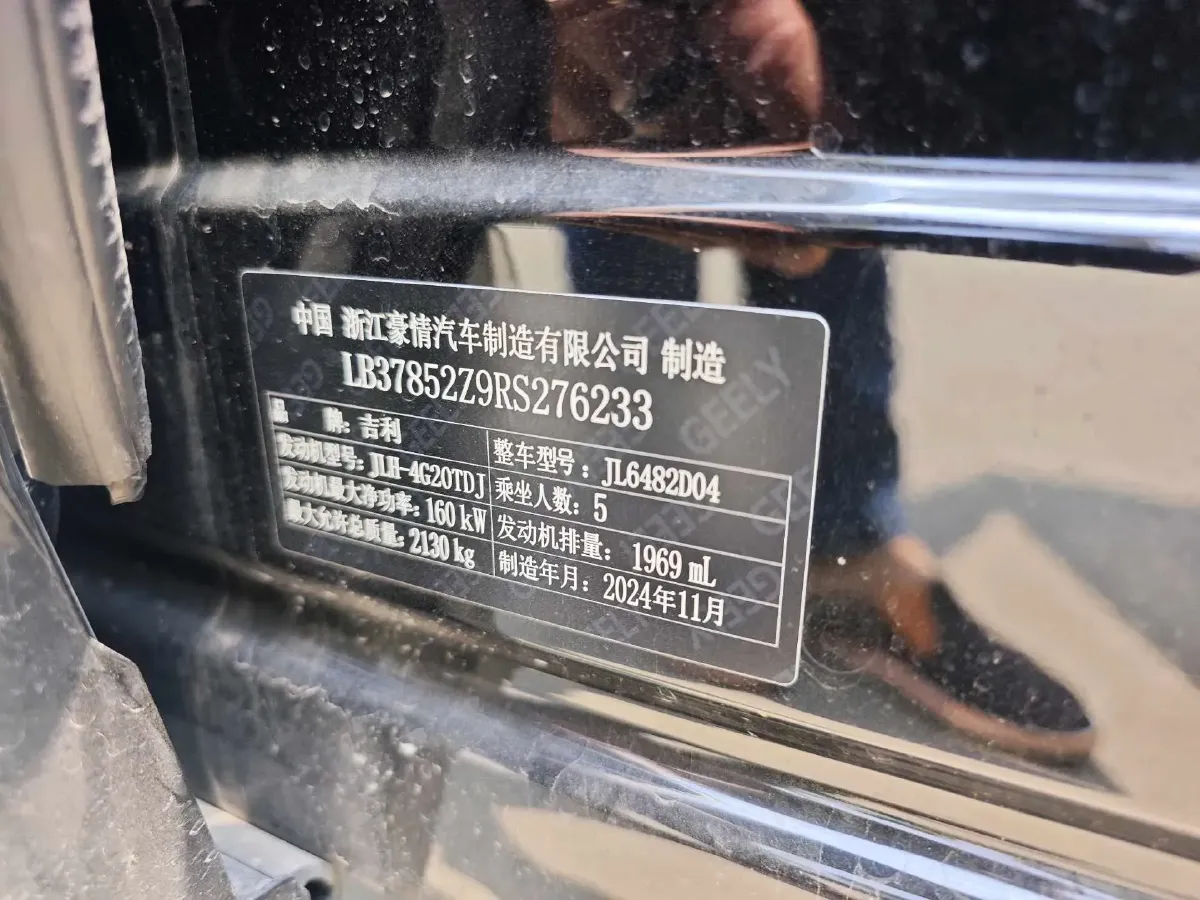 中国 浙江豪情汽车制造有限公司 制造
LB37852Z9RS276233
品 牌: 吉利
整车型号: JL6482D04
发动机型号: JLH-4G20TDJ
乘坐人数: 5
发动机最大净功率: 160 kW
发动机排量: 1969 mL
最大允许总质量: 2130 kg
制造年月: 2024年11月
GEELY